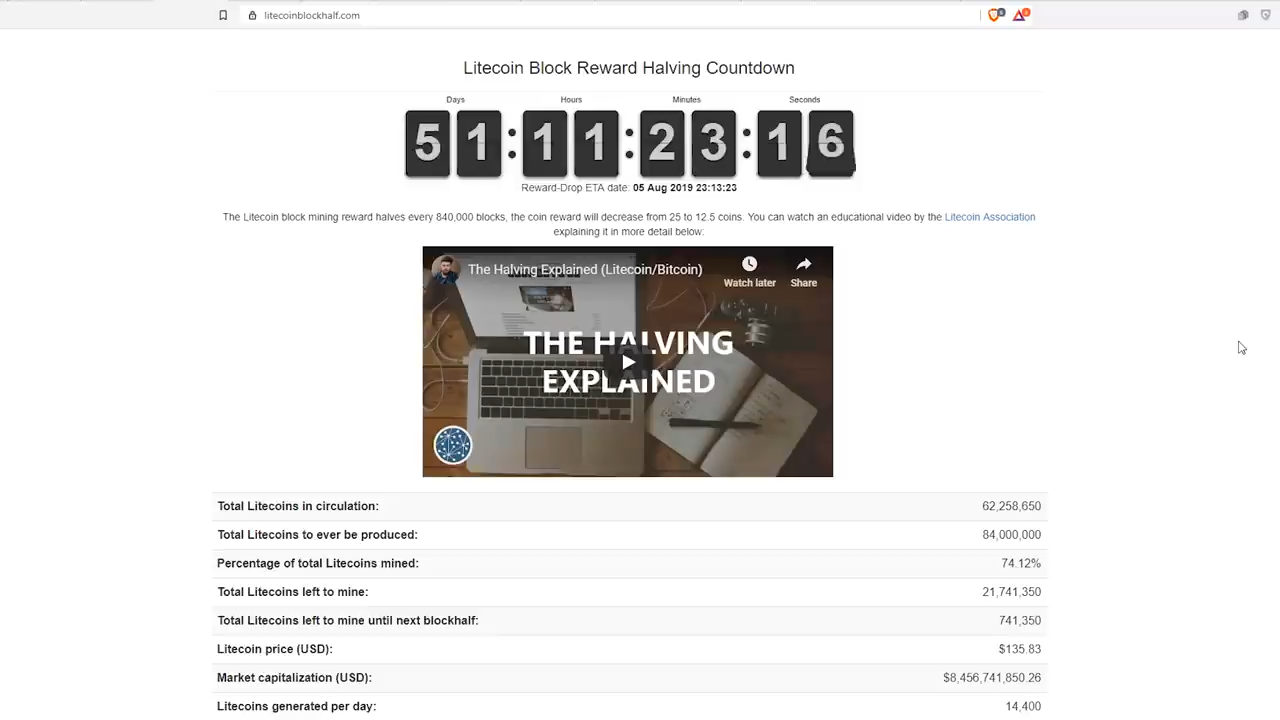 litecoinblockhalf.com
Litecoin Block Reward Halving Countdown
Days Hours Minutes Seconds
51:11:23:16
Reward-Drop ETA date: 05 Aug 2019 23:13:23
The Litecoin block mining reward halves every 840,000 blocks, the coin reward will decrease from 25 to 12.5 coins. You can watch an educational video by the Litecoin Association
explaining it in more detail below:
The Halving Explained (Litecoin/Bitcoin)
Watch later Share
THE HALVING
EXPLAINED
Total Litecoins in circulation: 62,258,650
Total Litecoins to ever be produced: 84,000,000
Percentage of total Litecoins mined: 74.12%
Total Litecoins left to mine: 21,741,350
Total Litecoins left to mine until next blockhalf: 741,350
Litecoin price (USD): $135.83
Market capitalization (USD): $8,456,741,850.26
Litecoins generated per day: 14,400